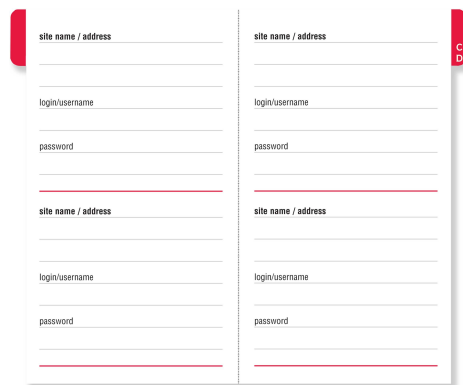 site name / address
login/username
password
site name / address
login/username
password
site name / address
login/username
password
site name / address
login/username
password
C
D